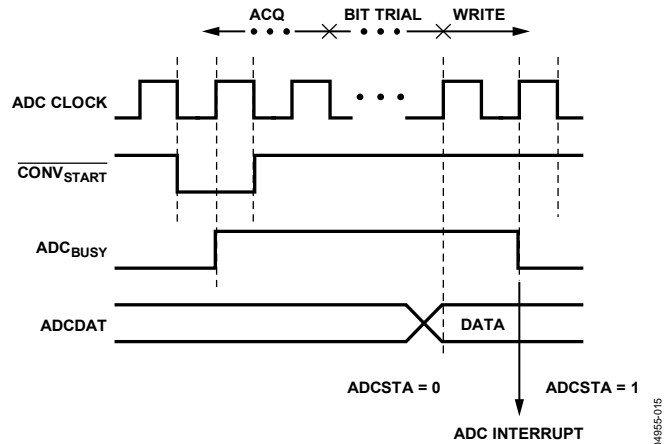 ACQ BIT TRIAL WRITE
ADC CLOCK
CONVSTART
ADCBUSY
ADCDAT
DATA
ADCSTA = 0 ADCSTA = 1
ADC INTERRUPT
04955-015